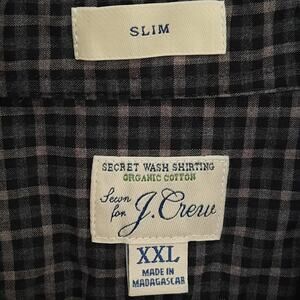 SLIM
SECRET WASH SHIRTING
ORGANIC COTTON
Sewn
for J. Crew
XXL
MADE IN
MADAGASCAR